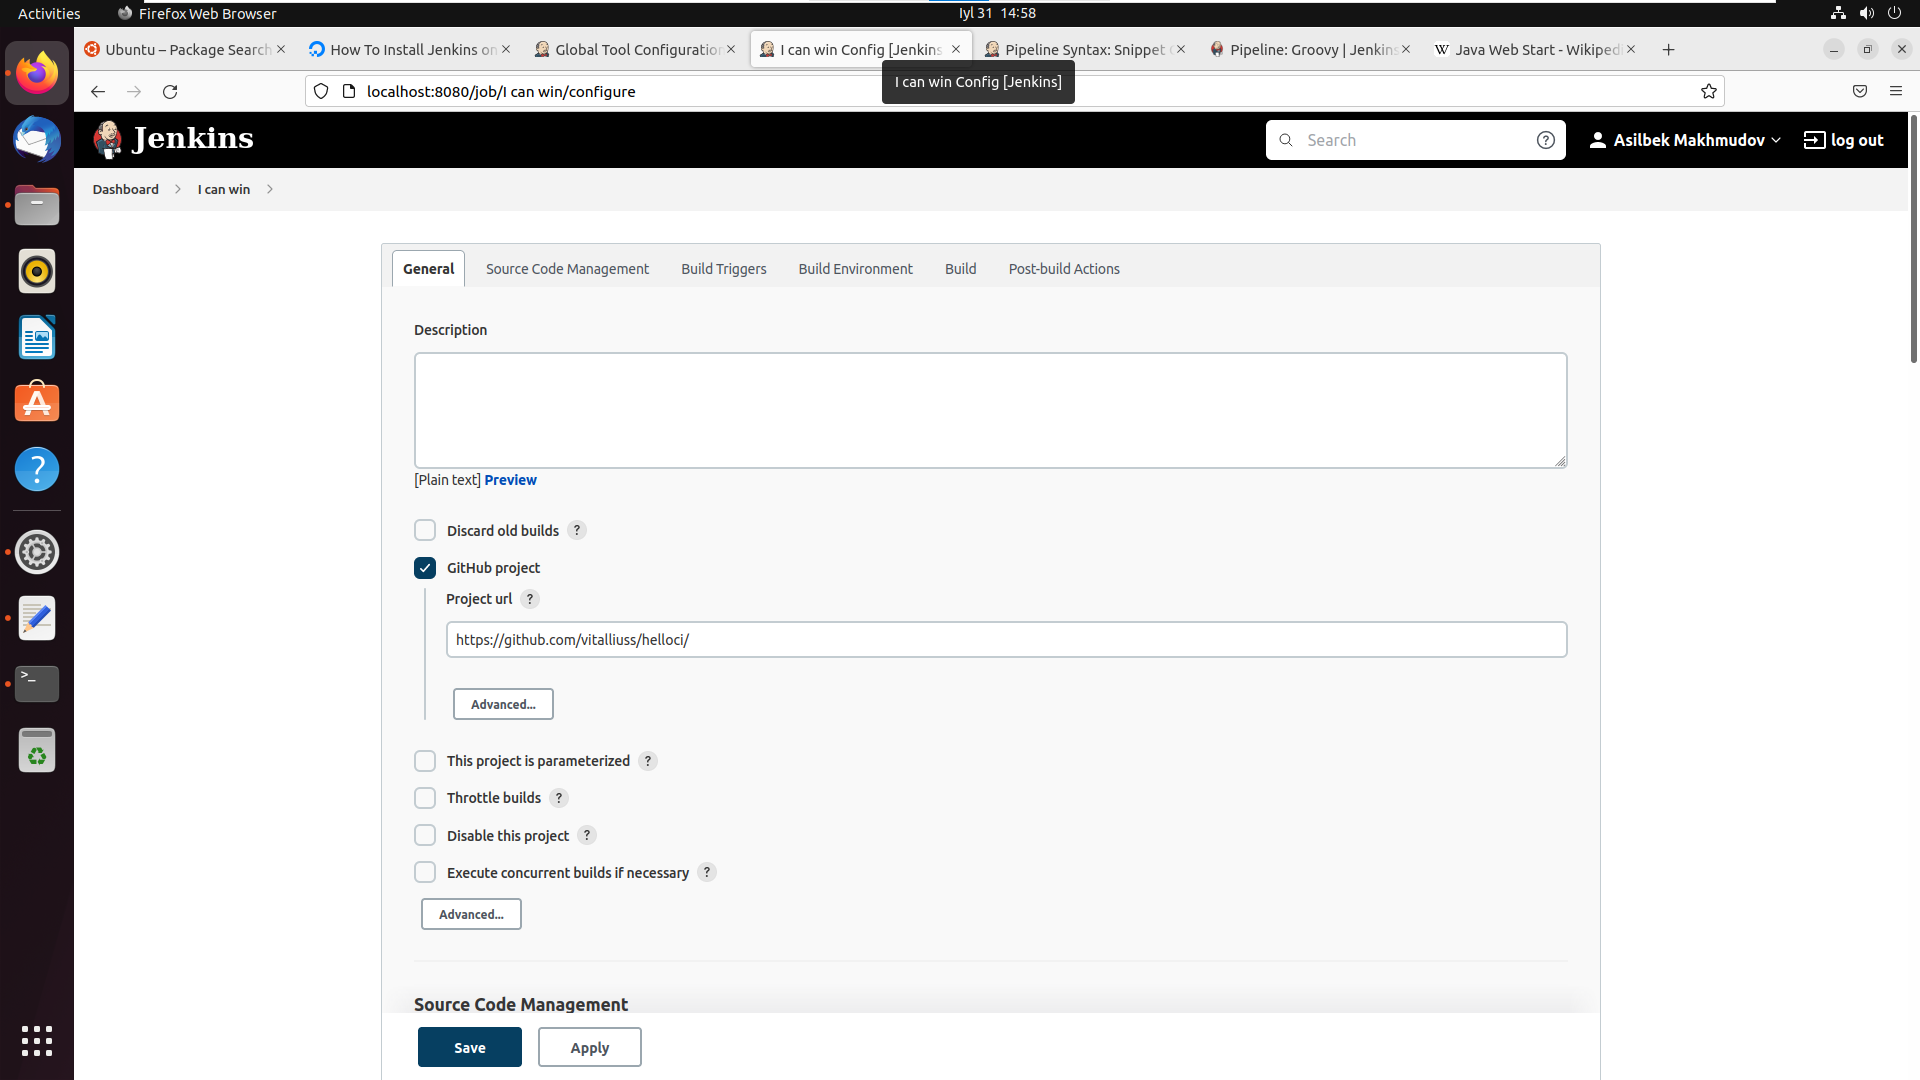 Activities
Firefox Web Browser
Iyl 31 14:58
Ubuntu – Package Search
How To Install Jenkins on
Global Tool Configuration
I can win Config [Jenkins
Pipeline Syntax: Snippet
Pipeline: Groovy | Jenkins
W Java Web Start - Wikipedi
localhost:8080/job/I can win/configure
I can win Config [Jenkins]
Jenkins
Search
?
Asilbek Makhmudov
log out
Dashboard
I can win
General
Source Code Management
Build Triggers
Build Environment
Build
Post-build Actions
Description
[Plain text] Preview
Discard old builds ?
GitHub project
Project url ?
https://github.com/vitalliuss/helloci/
Advanced...
This project is parameterized ?
Throttle builds ?
Disable this project ?
Execute concurrent builds if necessary ?
Advanced...
Source Code Management
Save
Apply